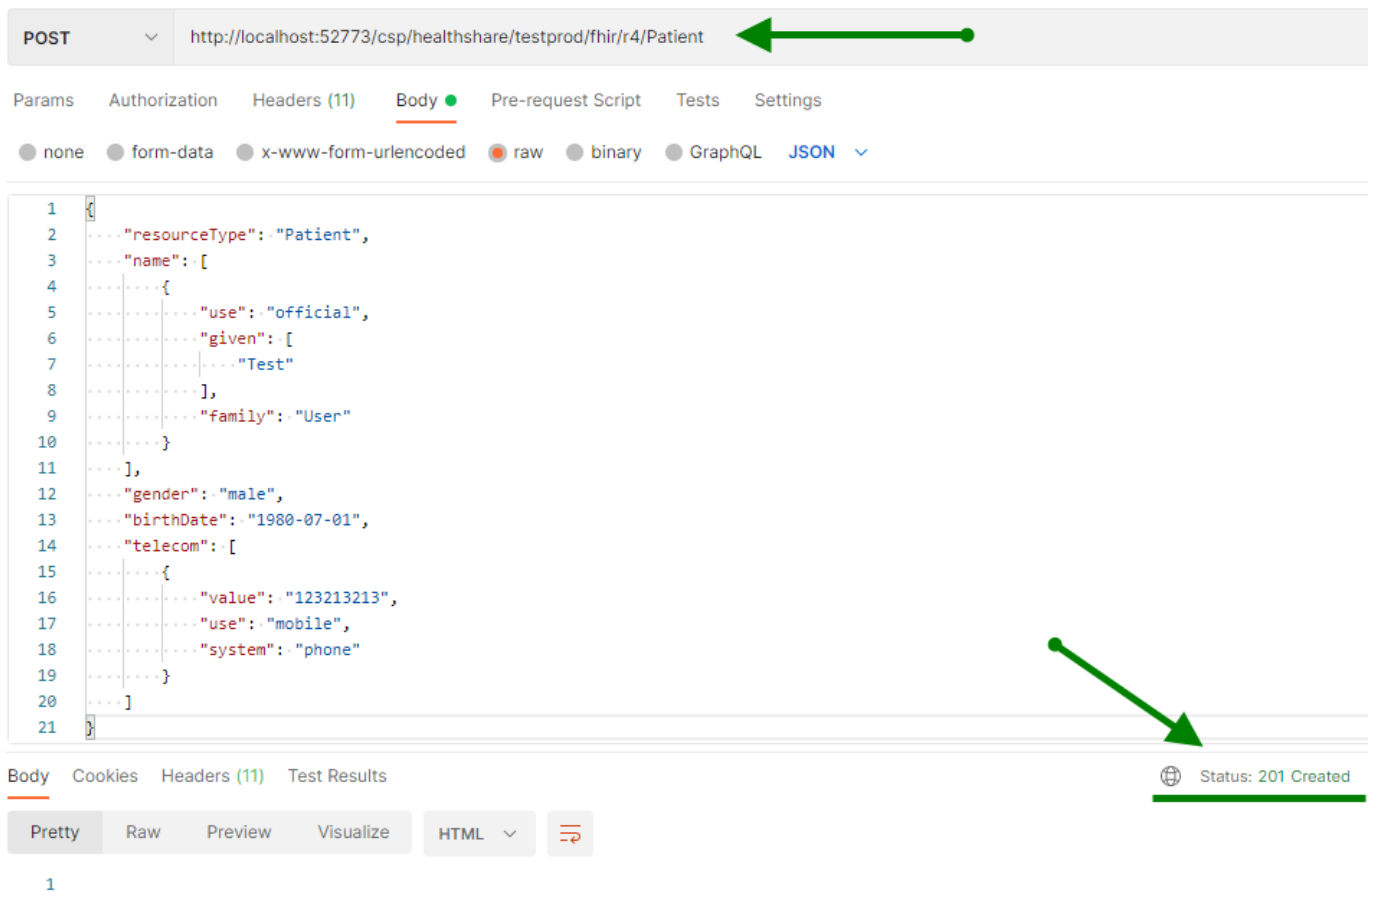 POST http://localhost:52773/csp/healthshare/testprod/fhir/r4/Patient
Params Authorization Headers (11) Body Pre-request Script Tests Settings
none form-data x-www-form-urlencoded raw binary GraphQL JSON
1 {
2 "resourceType": "Patient",
3 "name": [
4 {
5 "use": "official",
6 "given": [
7 "Test"
8 ],
9 "family": "User"
10 }
11 ],
12 "gender": "male",
13 "birthDate": "1980-07-01",
14 "telecom": [
15 {
16 "value": "123213213",
17 "use": "mobile",
18 "system": "phone"
19 }
20 ]
21 }
Body Cookies Headers (11) Test Results Status: 201 Created
Pretty Raw Preview Visualize HTML
1